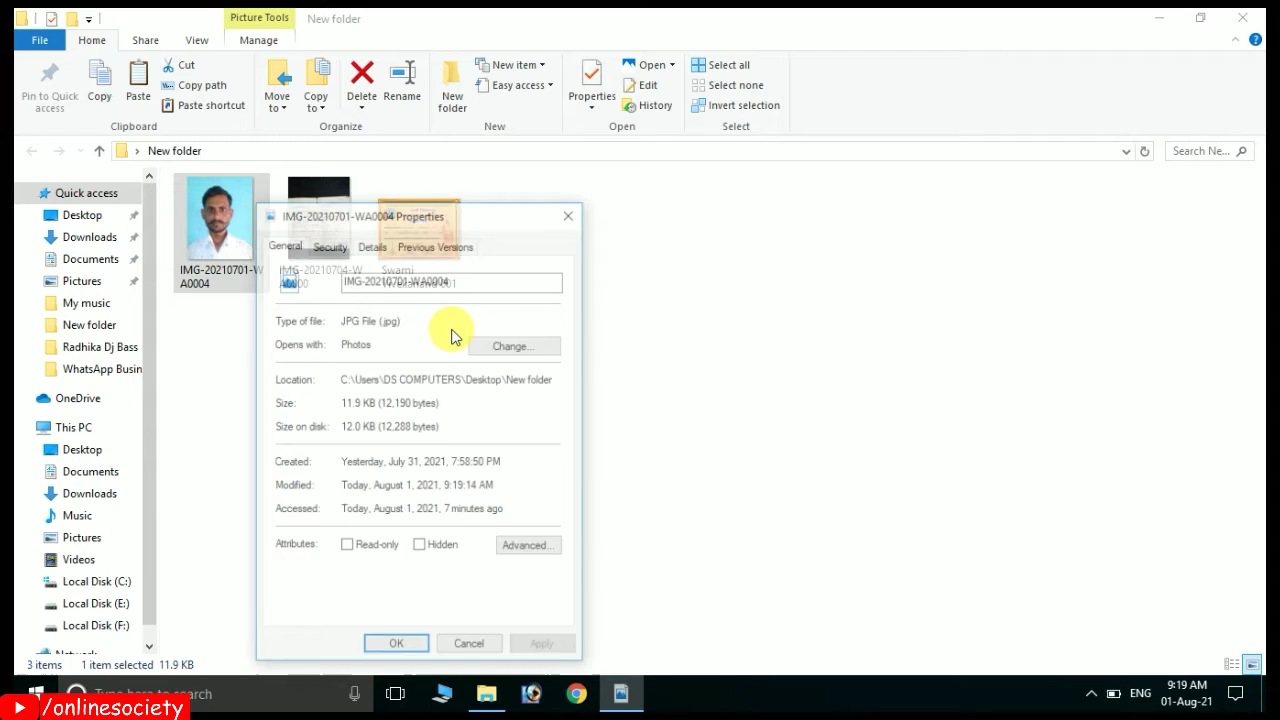 Picture Tools
New folder
File
Home
Share
View
Manage
Pin to Quick access
Copy
Paste
Cut
Copy path
Paste shortcut
Clipboard
Move to
Copy to
Delete
Rename
Organize
New folder
New item
Easy access
New
Properties
Open
Edit
History
Open
Select all
Select none
Invert selection
Select
New folder
Search Ne...
Quick access
Desktop
Downloads
Documents
Pictures
My music
New folder
Radhika Dj Bass
WhatsApp Busin
OneDrive
This PC
Desktop
Documents
Downloads
Music
Pictures
Videos
Local Disk (C:)
Local Disk (E:)
Local Disk (F:)
IMG-20210701-W
A0004
IMG-20210704-W
A0000
Swami
IMG-20210701-WA0004 Properties
General
Security
Details
Previous Versions
IMG-20210701-WA0004
Type of file: JPG File (.jpg)
Opens with: Photos
Change...
Location: C:\Users\DS COMPUTERS\Desktop\New folder
Size: 11.9 KB (12,190 bytes)
Size on disk: 12.0 KB (12,288 bytes)
Created: Yesterday, July 31, 2021, 7:58:50 PM
Modified: Today, August 1, 2021, 9:19:14 AM
Accessed: Today, August 1, 2021, 7 minutes ago
Attributes: Read-only Hidden Advanced...
OK Cancel Apply
3 items 1 item selected 11.9 KB
Type here to search
ENG
9:19 AM
01-Aug-21
/onlinesociety